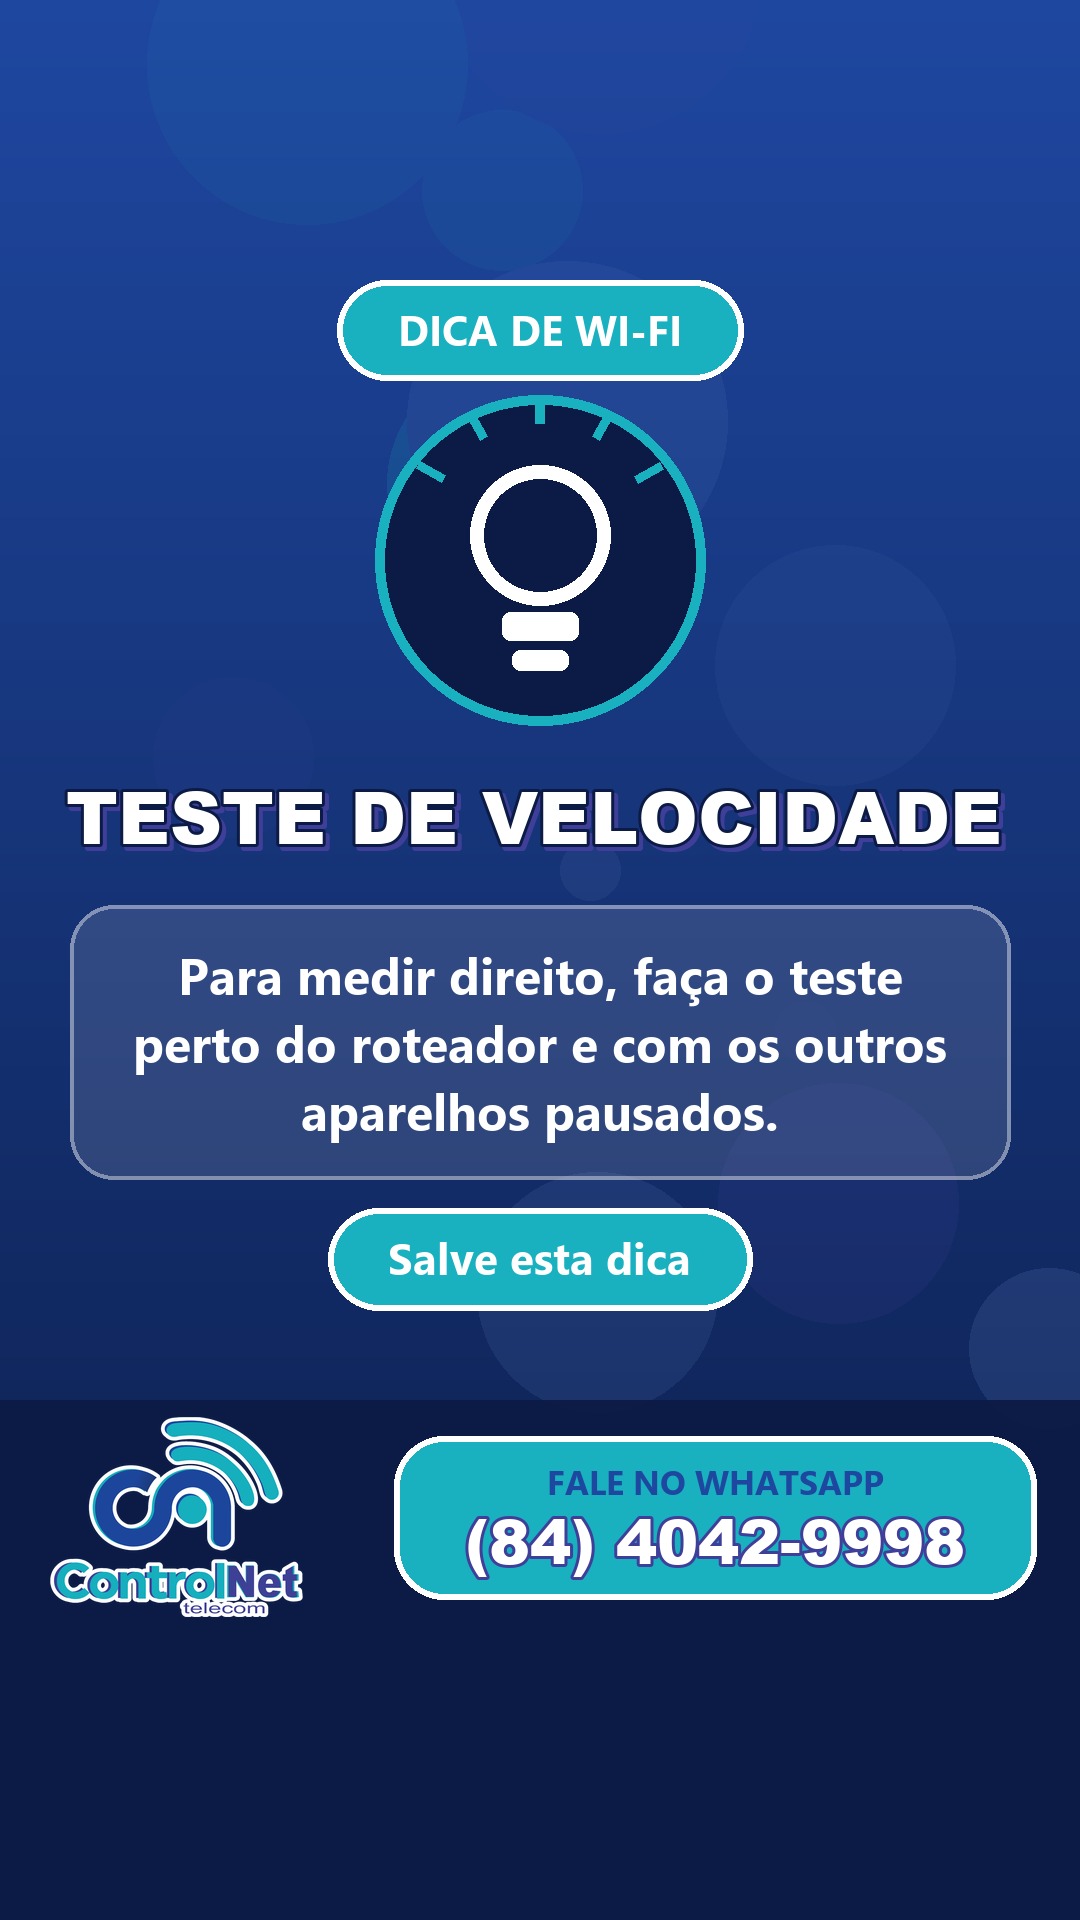 DICA DE WI-FI
TESTE DE VELOCIDADE
Para medir direito, faça o teste
perto do roteador e com os outros
aparelhos pausados.
Salve esta dica
ControlNet
telecom
FALE NO WHATSAPP
(84) 4042-9998